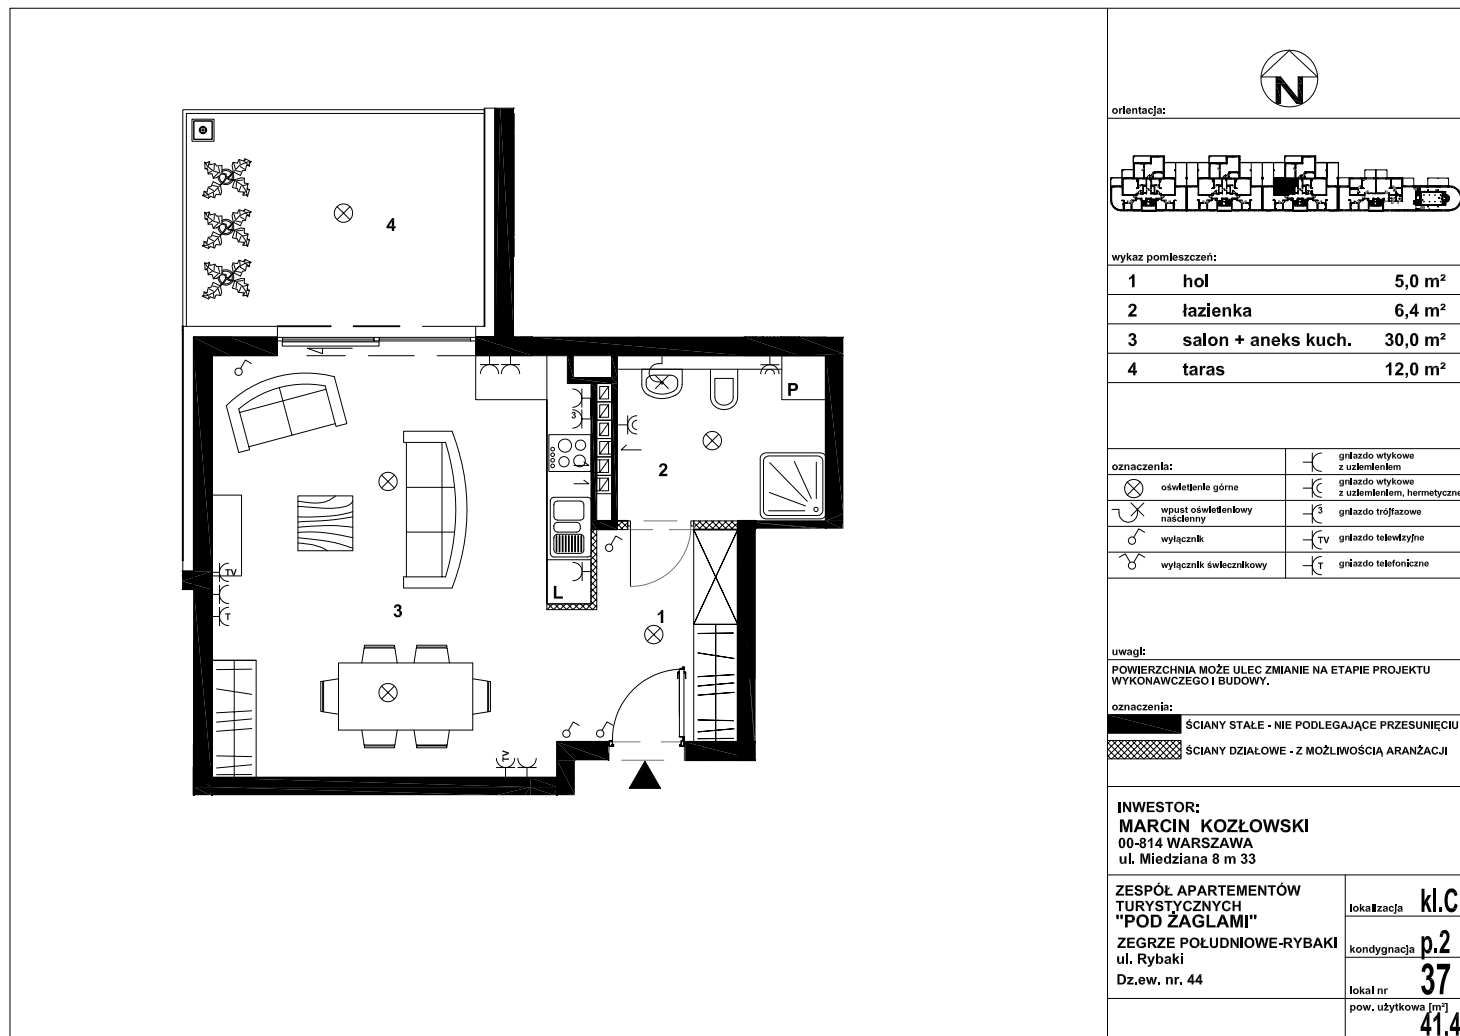 4
P
3
2
TV
T
L
3
1
TV
N
orientacja:
wykaz pomieszczeń:
1 hol 5,0 m²
2 łazienka 6,4 m²
3 salon + aneks kuch. 30,0 m²
4 taras 12,0 m²
oznaczenia:
oświetlenie górne
wpust oświetleniowy
naścienny
wyłącznik
wyłącznik świecznikowy
gniazdo wtykowe
z uziemieniem
gniazdo wtykowe
z uziemieniem, hermetyczne
3 gniazdo trójfazowe
TV gniazdo telewizyjne
T gniazdo telefoniczne
uwagi:
POWIERZCHNIA MOŻE ULEC ZMIANIE NA ETAPIE PROJEKTU
WYKONAWCZEGO I BUDOWY.
oznaczenia:
ŚCIANY STAŁE - NIE PODLEGAJĄCE PRZESUNIĘCIU
ŚCIANY DZIAŁOWE - Z MOŻLIWOŚCIĄ ARANŻACJI
INWESTOR:
MARCIN KOZŁOWSKI
00-814 WARSZAWA
ul. Miedziana 8 m 33
ZESPÓŁ APARTEMENTÓW
TURYSTYCZNYCH
"POD ŻAGLAMI"
ZEGRZE POŁUDNIOWE-RYBAKI
ul. Rybaki
Dz.ew. nr. 44
lokalizacja kl.C
kondygnacja p.2
lokal nr 37
pow. użytkowa [m²]
41,4